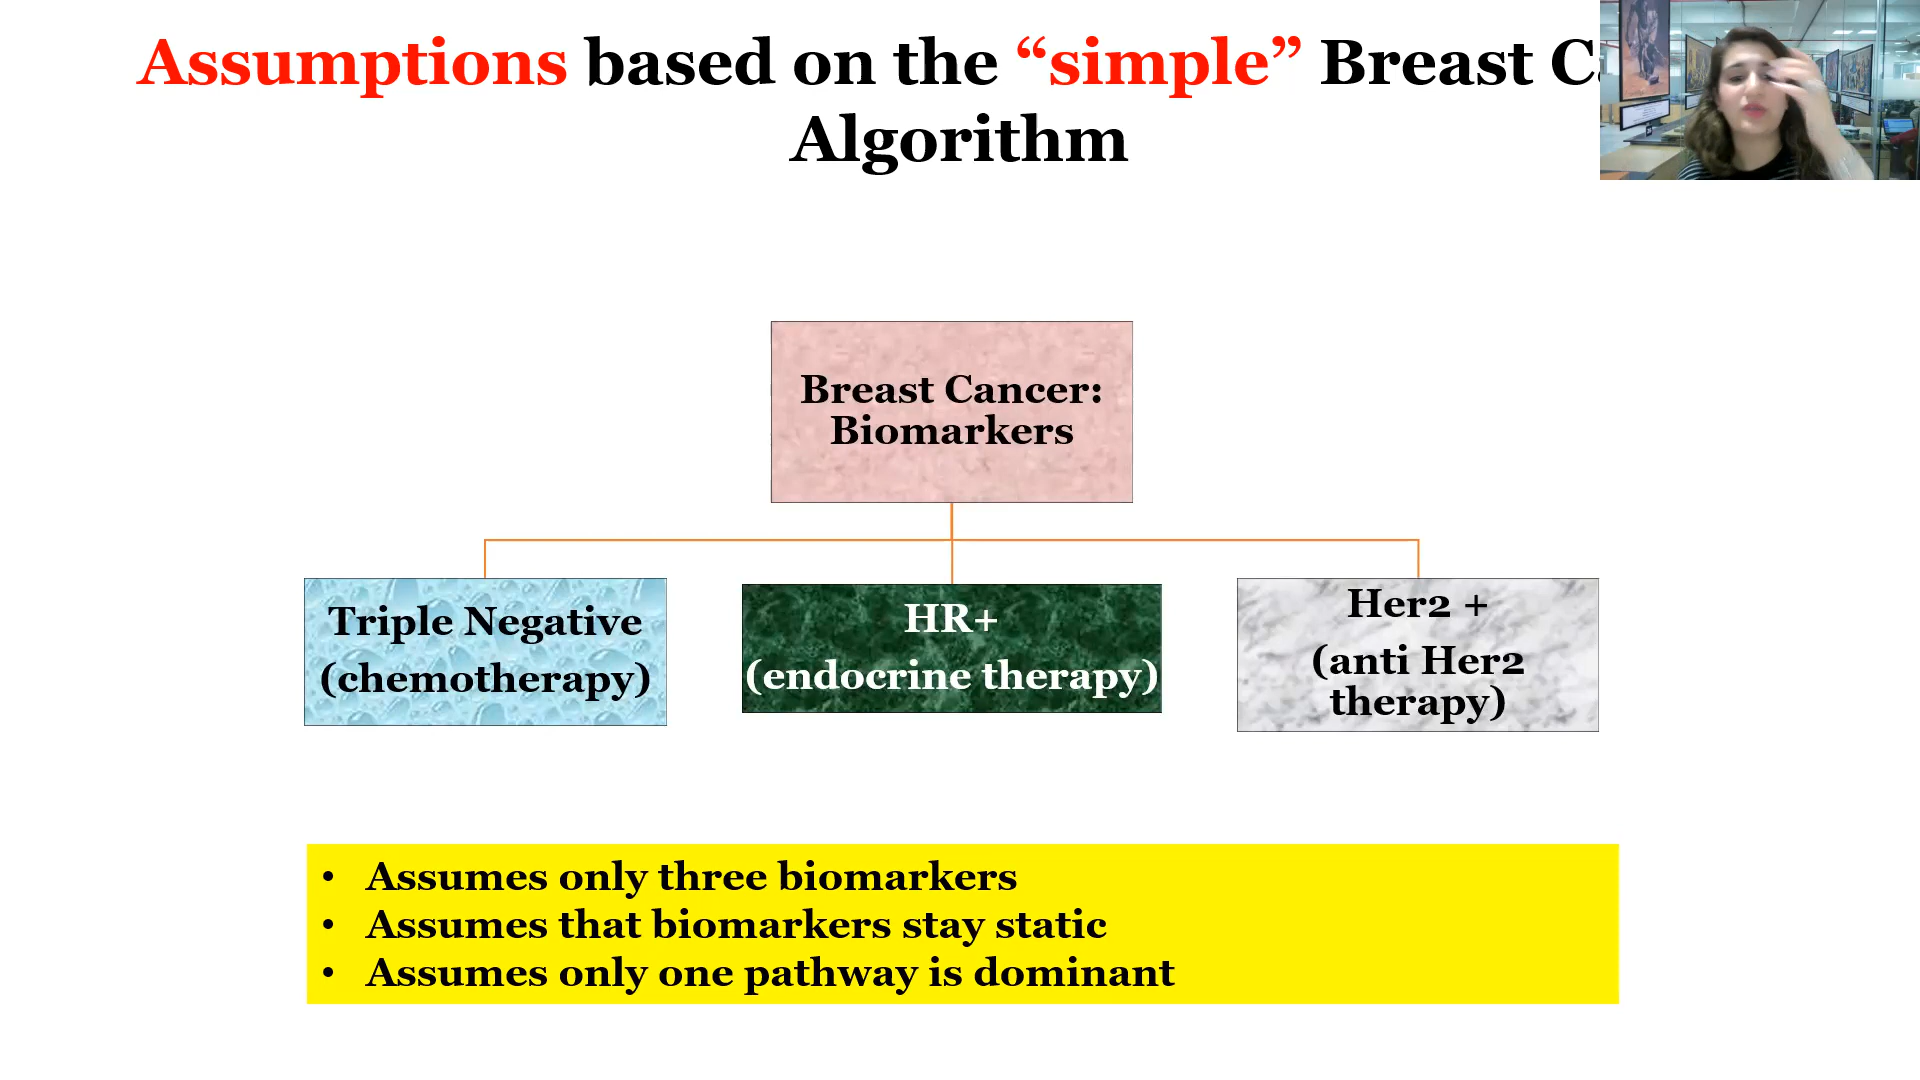 Assumptions based on the “simple” Breast
Algorithm
Breast Cancer:
Biomarkers
Triple Negative
(chemotherapy)
HR+
(endocrine therapy)
Her2 +
(anti Her2
therapy)
• Assumes only three biomarkers
• Assumes that biomarkers stay static
• Assumes only one pathway is dominant